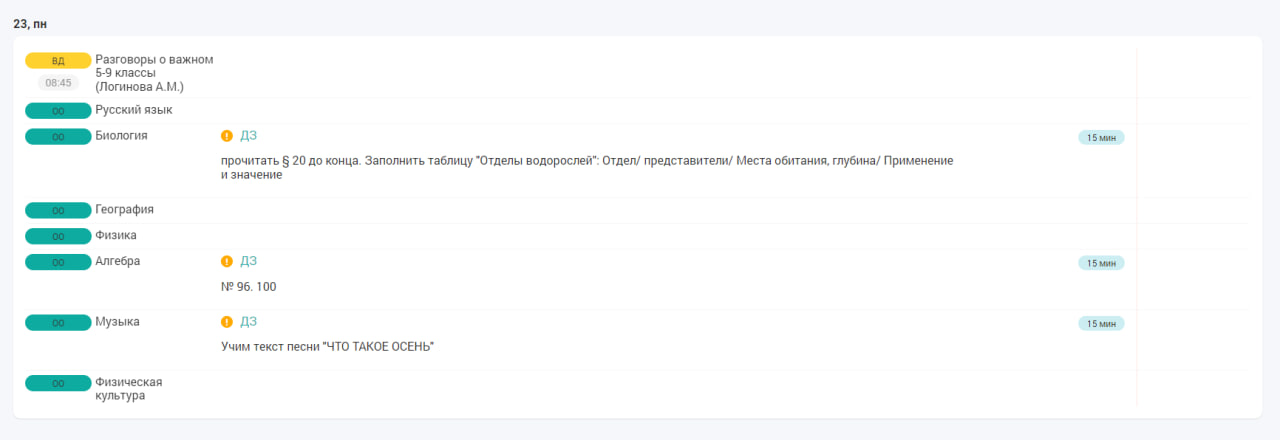 23, пн
ВД
Разговоры о важном
5-9 классы
08:45
(Логинова А.М.)
ОО
Русский язык
ОО
Биология
ДЗ
15 мин
прочитать § 20 до конца. Заполнить таблицу "Отделы водорослей": Отдел/ представители/ Места обитания, глубина/ Применение
и значение
ОО
География
ОО
Физика
ОО
Алгебра
ДЗ
15 мин
№ 96. 100
ОО
Музыка
ДЗ
15 мин
Учим текст песни "ЧТО ТАКОЕ ОСЕНЬ"
ОО
Физическая
культура